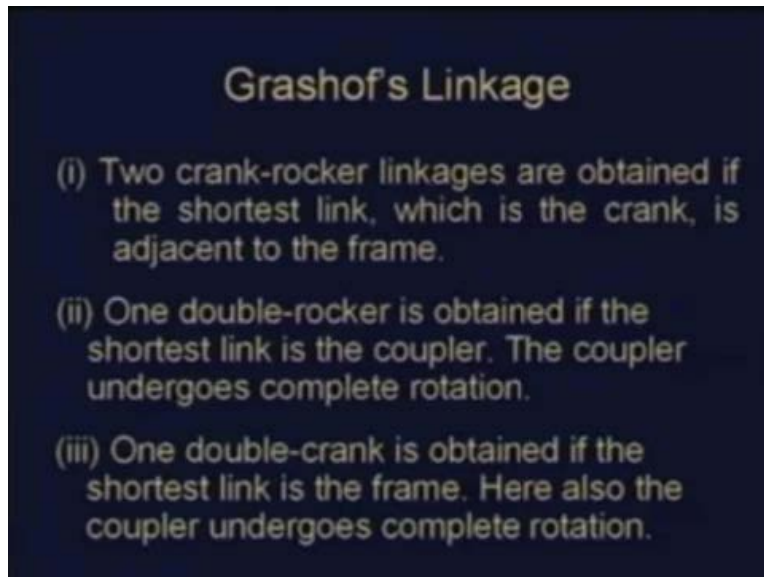 Grashof's Linkage
(i) Two crank-rocker linkages are obtained if
the shortest link, which is the crank, is
adjacent to the frame.
(ii) One double-rocker is obtained if the
shortest link is the coupler. The coupler
undergoes complete rotation.
(iii) One double-crank is obtained if the
shortest link is the frame. Here also the
coupler undergoes complete rotation.